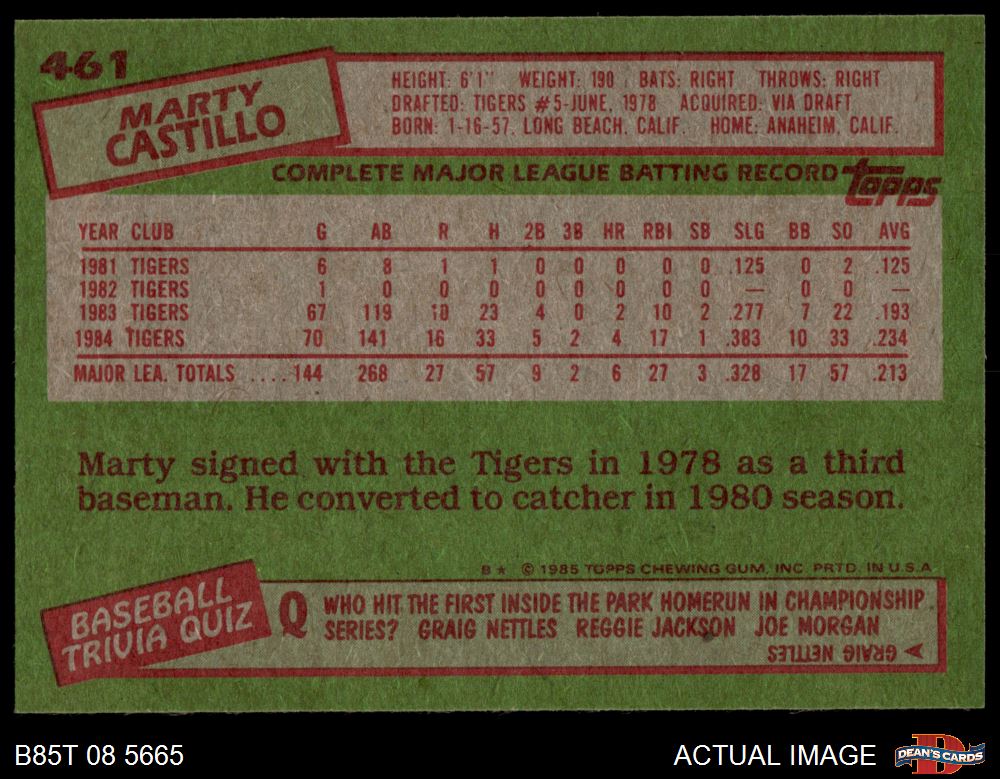 461
MARTY
CASTILLO
HEIGHT: 6'1" WEIGHT: 190 BATS: RIGHT THROWS: RIGHT
DRAFTED: TIGERS #5-JUNE, 1978 ACQUIRED: VIA DRAFT
BORN: 1-16-57, LONG BEACH, CALIF. HOME: ANAHEIM, CALIF.
COMPLETE MAJOR LEAGUE BATTING RECORD topps
YEAR CLUB G AB R H 2B 3B HR RBI SB SLG BB SO AVG
1981 TIGERS 6 8 1 1 0 0 0 0 0 .125 0 2 .125
1982 TIGERS 1 0 0 0 0 0 0 0 0 — 0 0 —
1983 TIGERS 67 119 10 23 4 0 2 10 2 .277 7 22 .193
1984 TIGERS 70 141 16 33 5 2 4 17 1 .383 10 33 .234
MAJOR LEA. TOTALS ....144 268 27 57 9 2 6 27 3 .328 17 57 .213
Marty signed with the Tigers in 1978 as a third
baseman. He converted to catcher in 1980 season.
B★ © 1985 TOPPS CHEWING GUM, INC. PRTD. IN U.S.A
BASEBALL
TRIVIA QUIZ
Q WHO HIT THE FIRST INSIDE THE PARK HOMERUN IN CHAMPIONSHIP
SERIES? GRAIG NETTLES REGGIE JACKSON JOE MORGAN
A GRAIG NETTLES
B85T 08 5665
ACTUAL IMAGE
D
DEAN'S CARDS